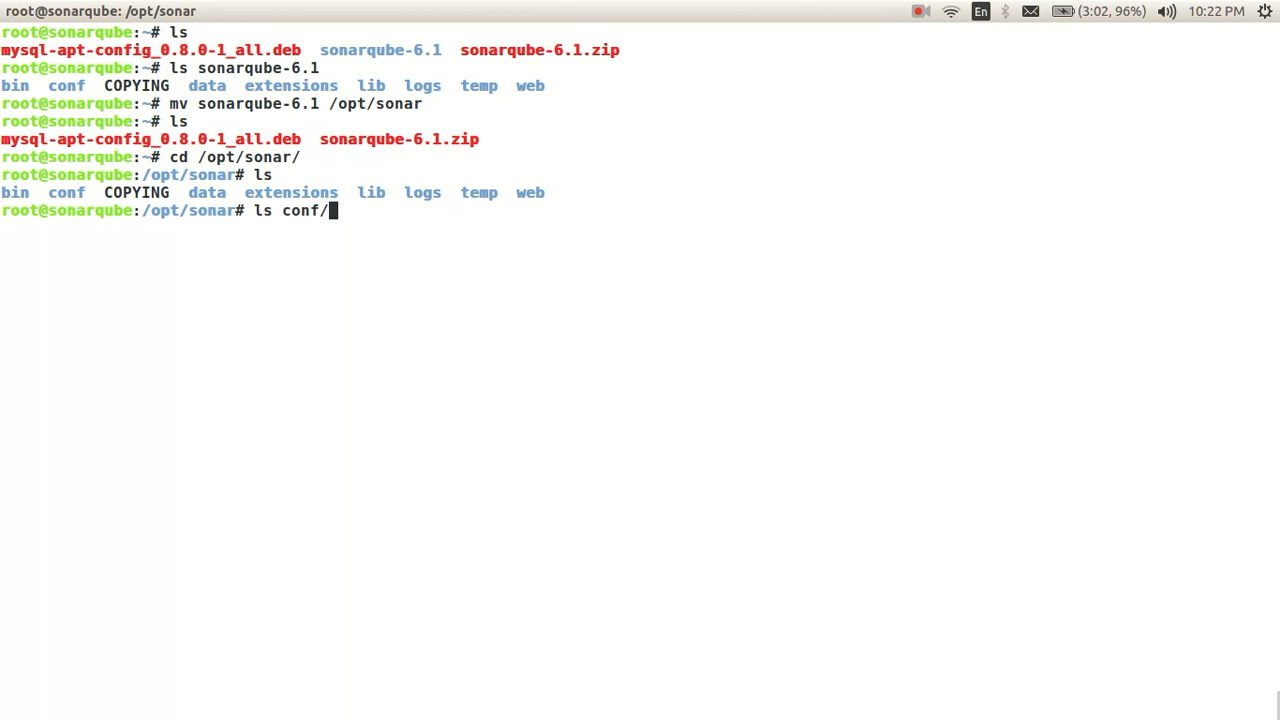 root@sonarqube: /opt/sonar En (3:02, 96%) 10:22 PM
root@sonarqube:~# ls
mysql-apt-config_0.8.0-1_all.deb sonarqube-6.1 sonarqube-6.1.zip
root@sonarqube:~# ls sonarqube-6.1
bin conf COPYING data extensions lib logs temp web
root@sonarqube:~# mv sonarqube-6.1 /opt/sonar
root@sonarqube:~# ls
mysql-apt-config_0.8.0-1_all.deb sonarqube-6.1.zip
root@sonarqube:~# cd /opt/sonar/
root@sonarqube:/opt/sonar# ls
bin conf COPYING data extensions lib logs temp web
root@sonarqube:/opt/sonar# ls conf/